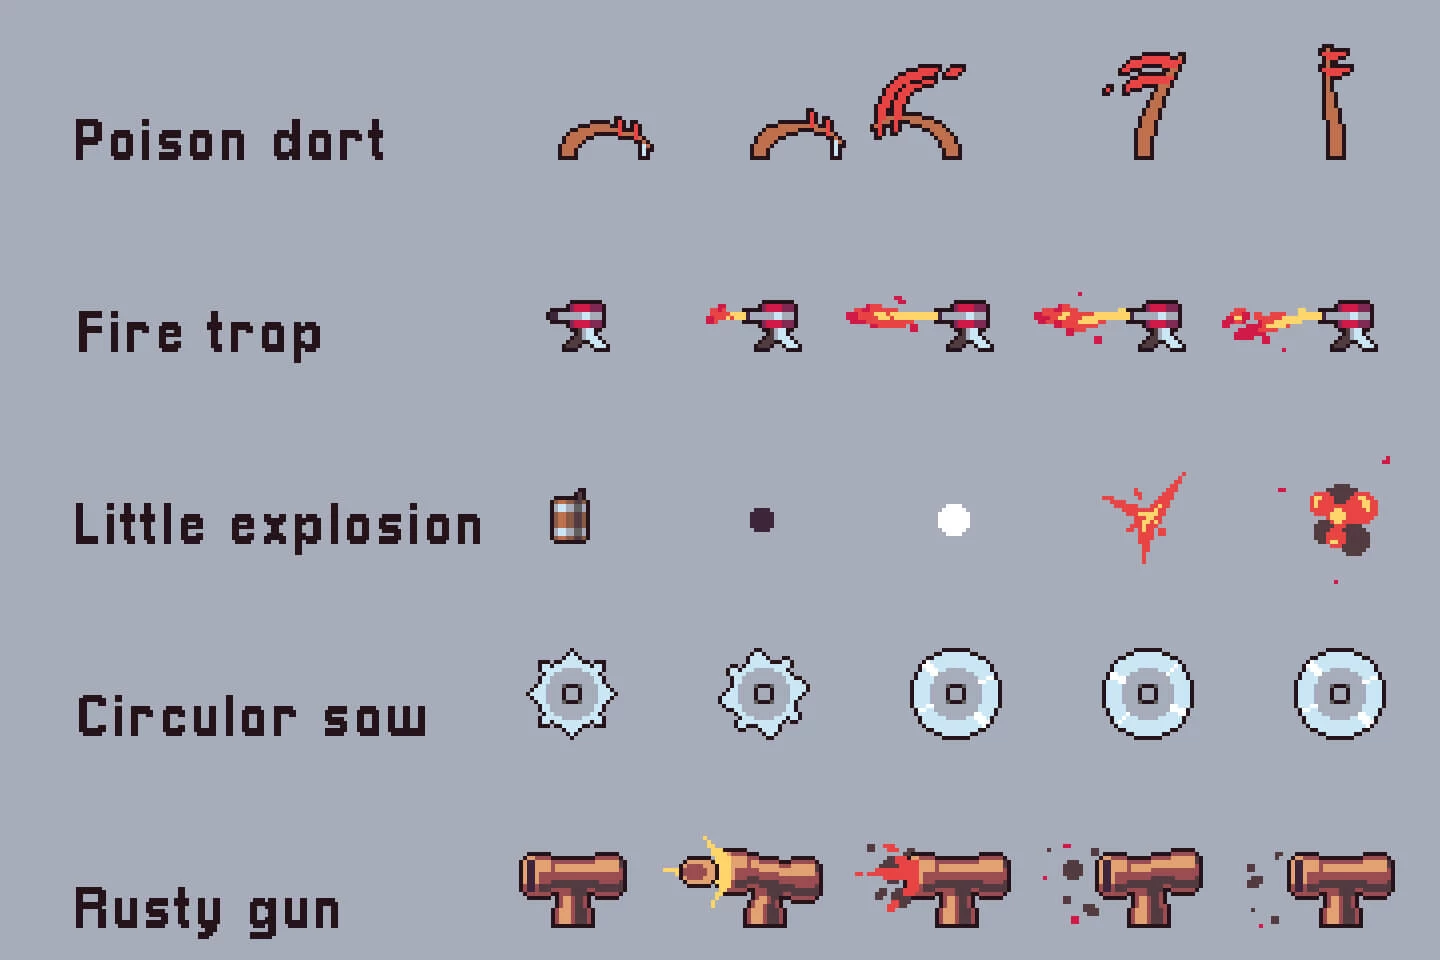 Poison dart
Fire trap
Little explosion
Circular saw
Rusty gun